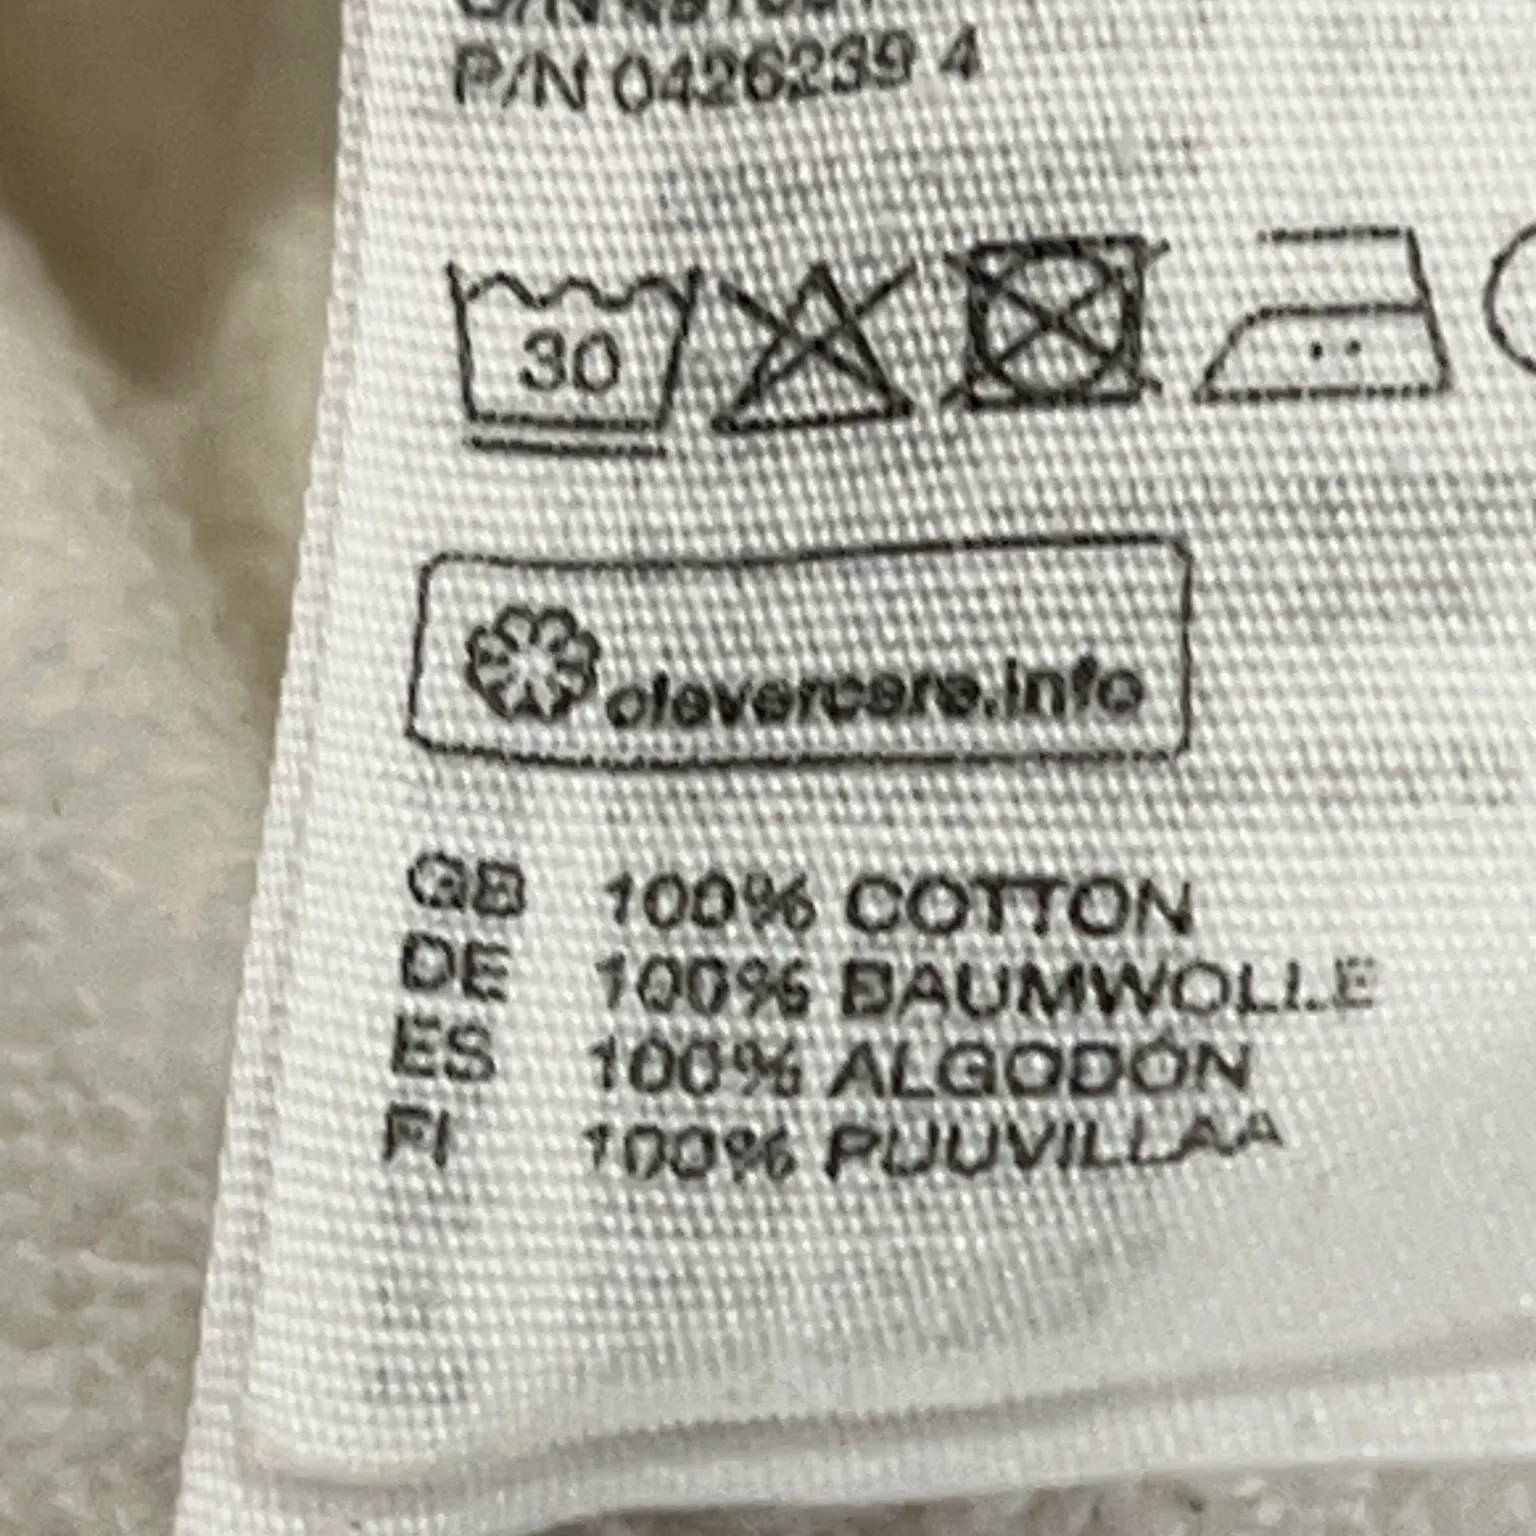 P/N 0426239 4
30
clevercare.info
GB 100% COTTON
DE 100% BAUMWOLLE
ES 100% ALGODÓN
FI 100% PUUVILLAA